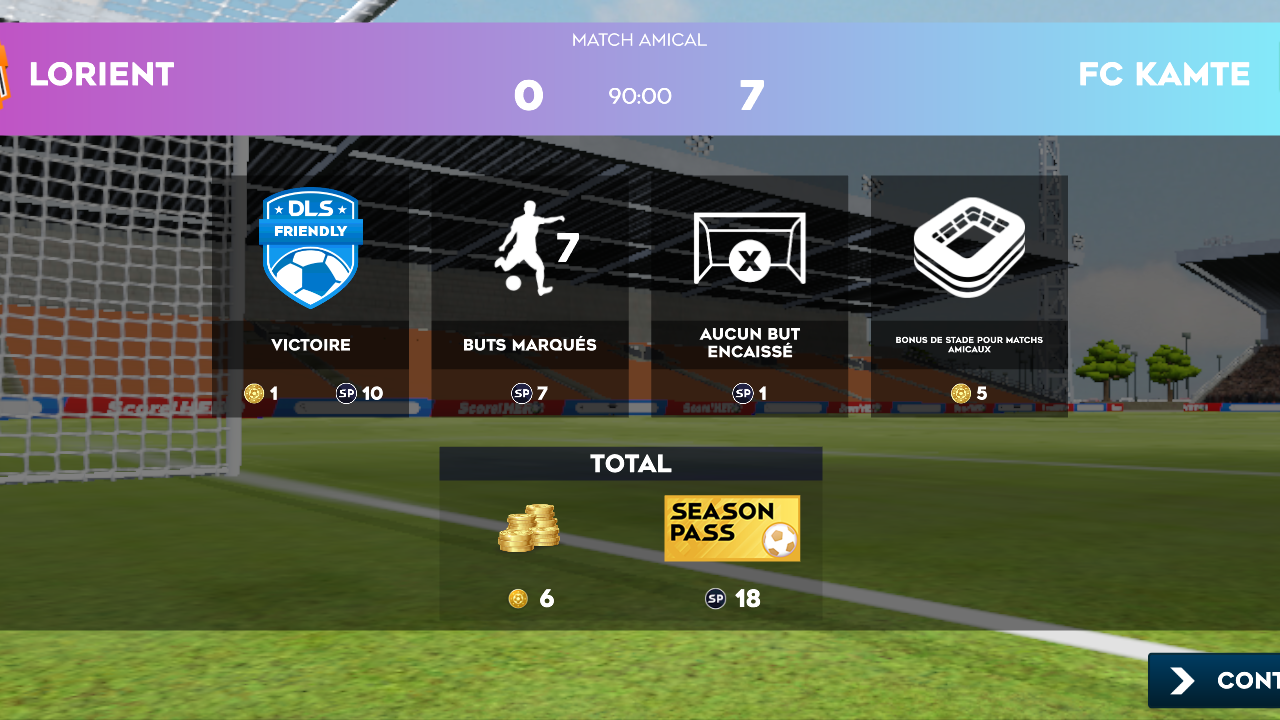 MATCH AMICAL
LORIENT
0 90:00 7
FC KAMTE
DLS
FRIENDLY
7
X
VICTOIRE
BUTS MARQUÉS
AUCUN BUT
ENCAISSÉ
BONUS DE STADE POUR MATCHS
AMICAUX
1 SP 10
SP 7
SP 1
5
TOTAL
SEASON
PASS
6
SP 18
CONT